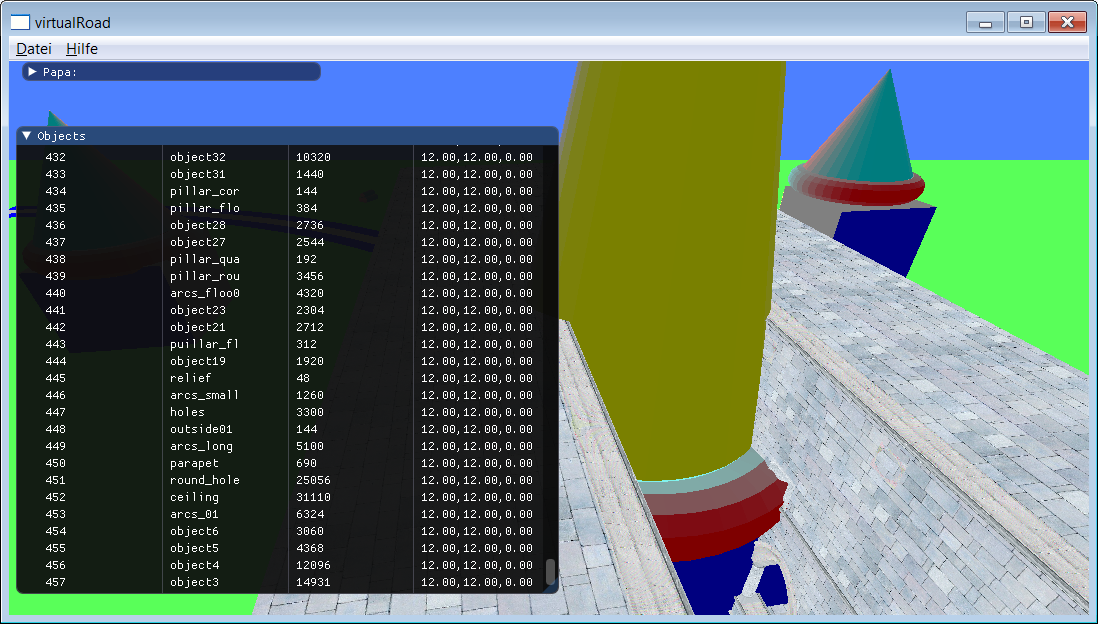 virtualRoad
Datei Hilfe
Papa:
Objects
432 object32 10320 12.00,12.00,0.00
433 object31 1440 12.00,12.00,0.00
434 pillar_cor 144 12.00,12.00,0.00
435 pillar_flo 384 12.00,12.00,0.00
436 object28 2736 12.00,12.00,0.00
437 object27 2544 12.00,12.00,0.00
438 pillar_qua 192 12.00,12.00,0.00
439 pillar_rou 3456 12.00,12.00,0.00
440 arcs_floo0 4320 12.00,12.00,0.00
441 object23 2304 12.00,12.00,0.00
442 object21 2712 12.00,12.00,0.00
443 puillar_fl 312 12.00,12.00,0.00
444 object19 1920 12.00,12.00,0.00
445 relief 48 12.00,12.00,0.00
446 arcs_small 1260 12.00,12.00,0.00
447 holes 3300 12.00,12.00,0.00
448 outside01 144 12.00,12.00,0.00
449 arcs_long 5100 12.00,12.00,0.00
450 parapet 690 12.00,12.00,0.00
451 round_hole 25056 12.00,12.00,0.00
452 ceiling 31110 12.00,12.00,0.00
453 arcs_01 6324 12.00,12.00,0.00
454 object6 3060 12.00,12.00,0.00
455 object5 4368 12.00,12.00,0.00
456 object4 12096 12.00,12.00,0.00
457 object3 14931 12.00,12.00,0.00